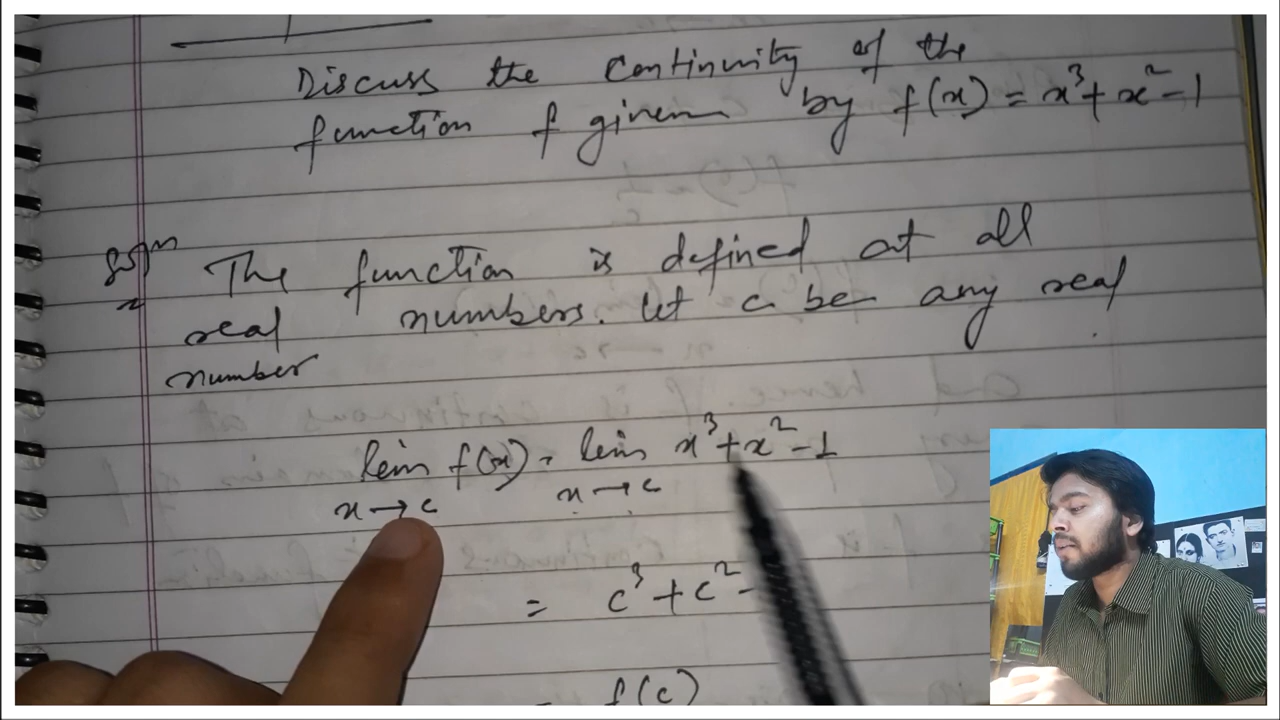 Discuss the Continuity of the
function f given by f(x) = x³ + x² - 1
Solⁿ The function is defined at all
real numbers. let c be any real
number
lim f(x) = lim x³ + x² - 1
x → c x → c
= c³ + c² -
= f(c)